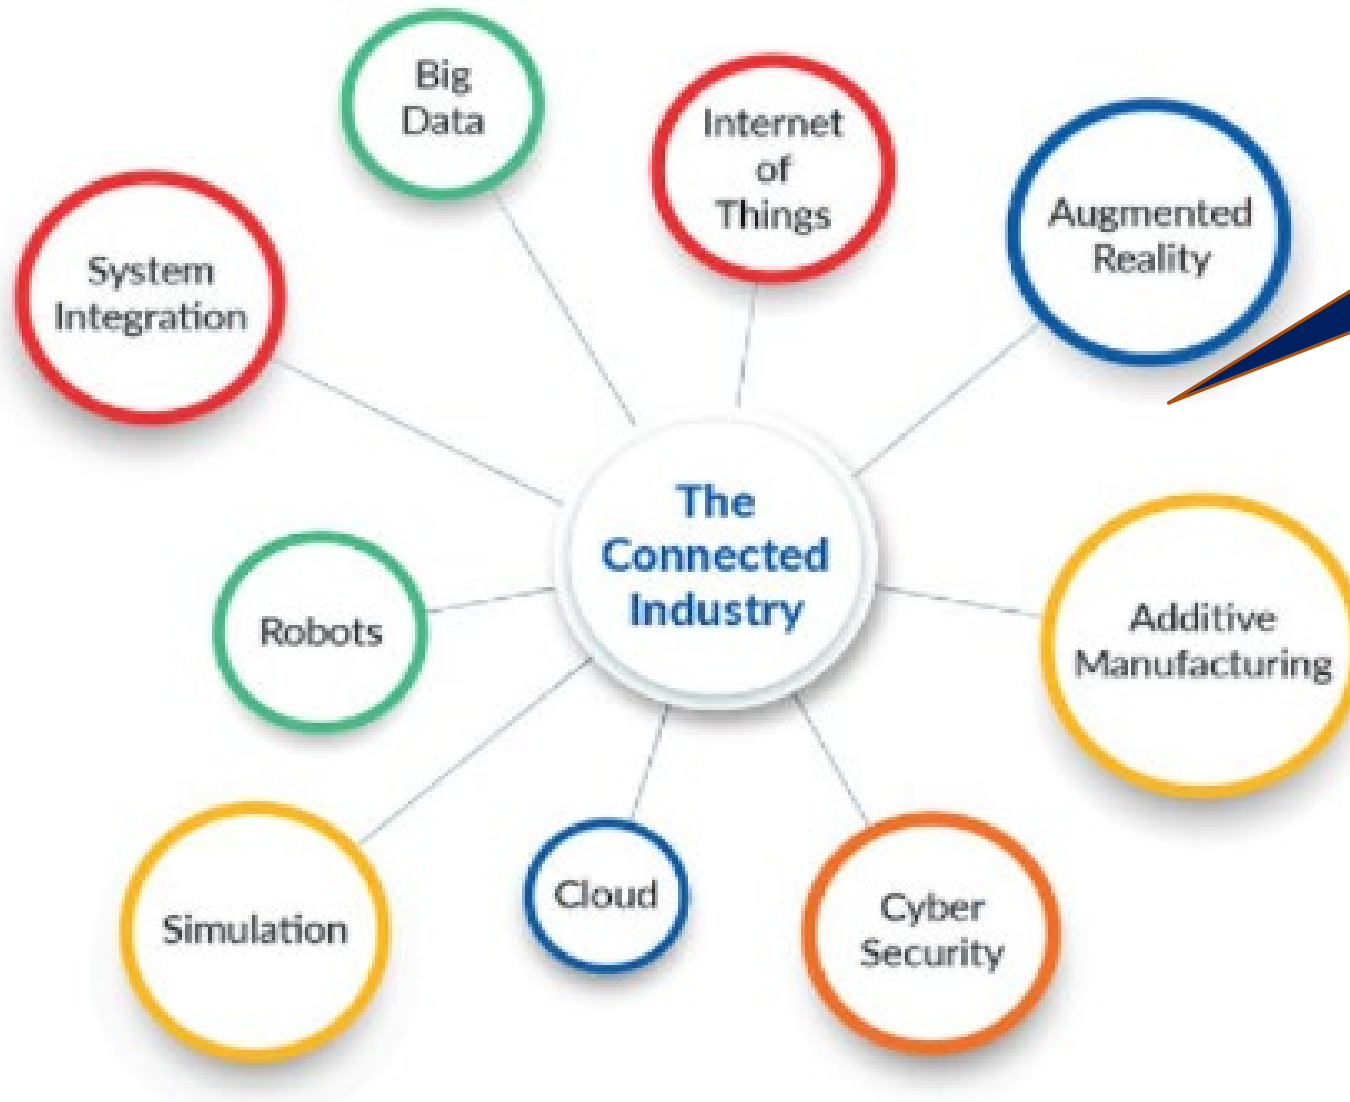 Big
Data
Internet
of
Things
Augmented
Reality
System
Integration
The
Connected
Industry
Robots
Additive
Manufacturing
Simulation
Cloud
Cyber
Security